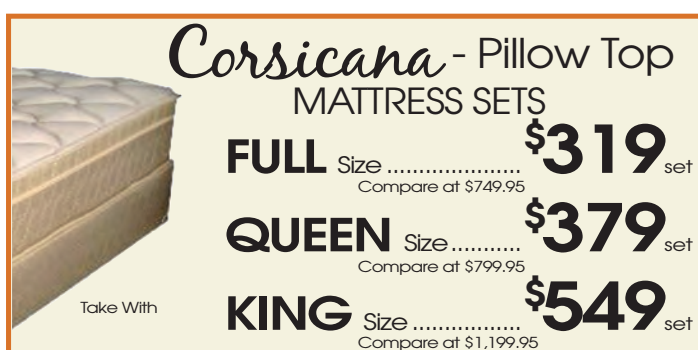 Corsicana - Pillow Top
MATTRESS SETS
FULL Size ..................... $319 set
Compare at $749.95
QUEEN Size ........... $379 set
Compare at $799.95
Take With
KING Size ................. $549 set
Compare at $1,199.95